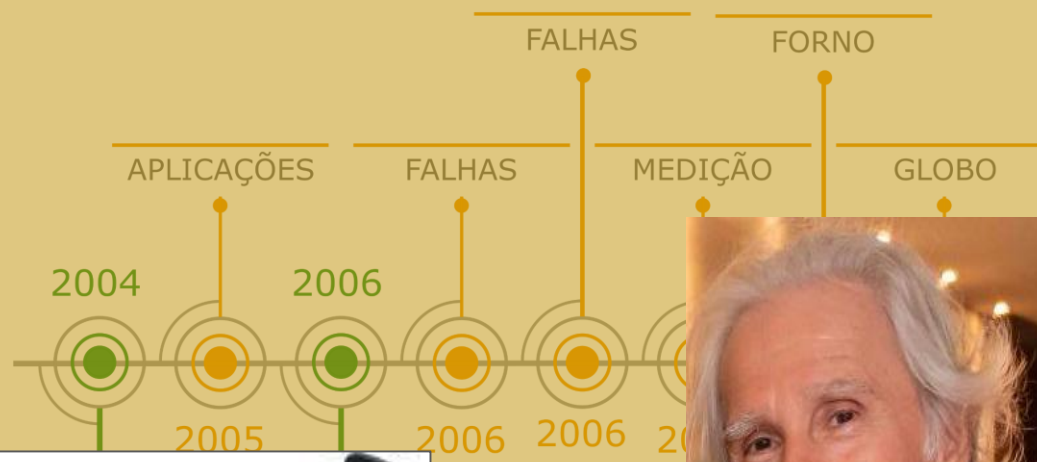 FALHAS
FORNO
APLICAÇÕES
FALHAS
MEDIÇÃO
GLOBO
2004
2006
2005
2006
2006